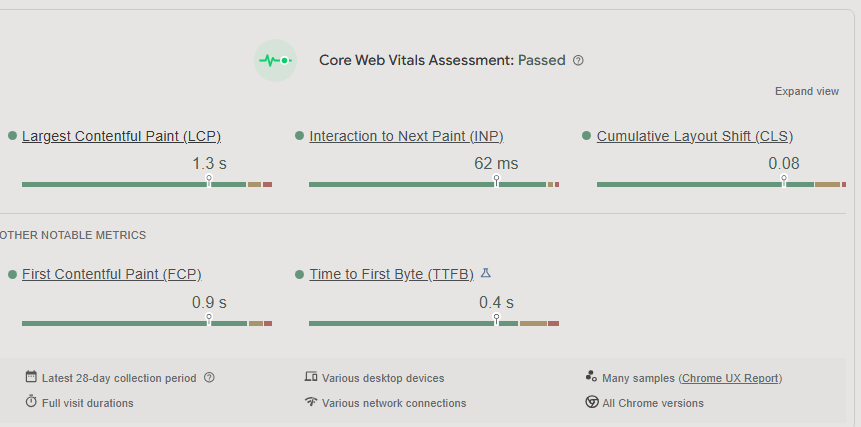 Core Web Vitals Assessment: Passed
Expand view
Largest Contentful Paint (LCP)
1.3 s
Interaction to Next Paint (INP)
62 ms
Cumulative Layout Shift (CLS)
0.08
OTHER NOTABLE METRICS
First Contentful Paint (FCP)
0.9 s
Time to First Byte (TTFB)
0.4 s
Latest 28-day collection period
Various desktop devices
Many samples (Chrome UX Report)
Full visit durations
Various network connections
All Chrome versions